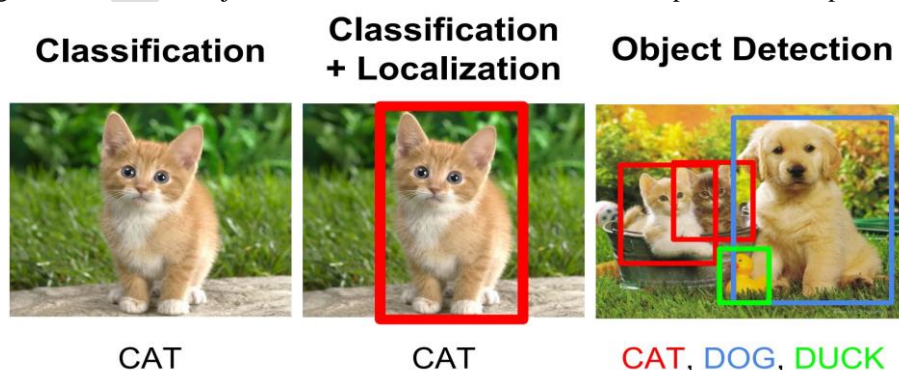 Classification
Classification
+ Localization
Object Detection
CAT
CAT
CAT, DOG, DUCK